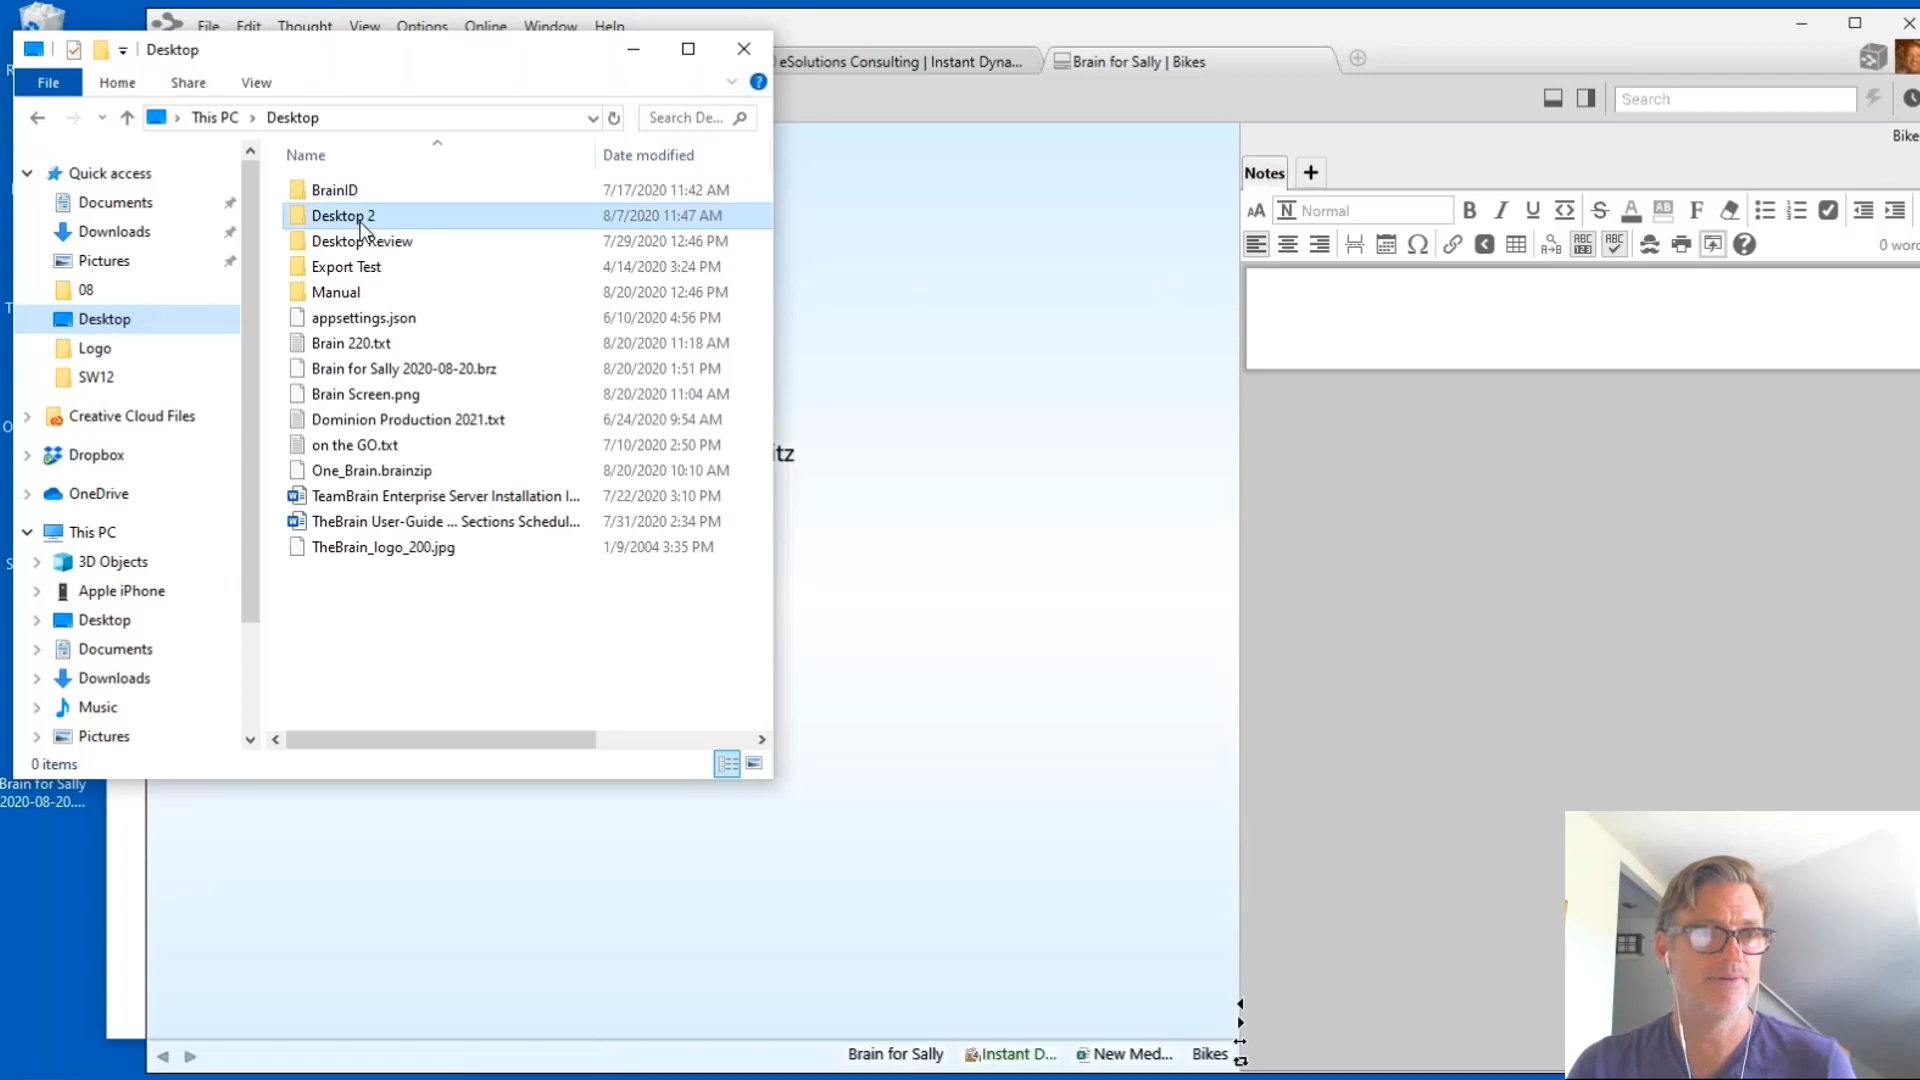 File Edit Thought View Options Online Window Help
Desktop
eSolutions Consulting | Instant Dyna...
Brain for Sally | Bikes
File Home Share View
Search
This PC > Desktop
Search De...
Bike
Name
Date modified
Quick access
Documents
Downloads
Pictures
08
Desktop
Logo
SW12
Creative Cloud Files
Dropbox
OneDrive
This PC
3D Objects
Apple iPhone
Desktop
Documents
Downloads
Music
Pictures
BrainID 7/17/2020 11:42 AM
Desktop 2 8/7/2020 11:47 AM
Desktop Review 7/29/2020 12:46 PM
Export Test 4/14/2020 3:24 PM
Manual 8/20/2020 12:46 PM
appsettings.json 6/10/2020 4:56 PM
Brain 220.txt 8/20/2020 11:18 AM
Brain for Sally 2020-08-20.brz 8/20/2020 1:51 PM
Brain Screen.png 8/20/2020 11:04 AM
Dominion Production 2021.txt 6/24/2020 9:54 AM
on the GO.txt 7/10/2020 2:50 PM
One_Brain.brainzip 8/20/2020 10:10 AM
TeamBrain Enterprise Server Installation I... 7/22/2020 3:10 PM
TheBrain User-Guide ... Sections Schedul... 7/31/2020 2:34 PM
TheBrain_logo_200.jpg 1/9/2004 3:35 PM
0 items
itz
Notes +
Normal
0 word
Brain for Sally
2020-08-20....
Brain for Sally Instant D... New Med... Bikes